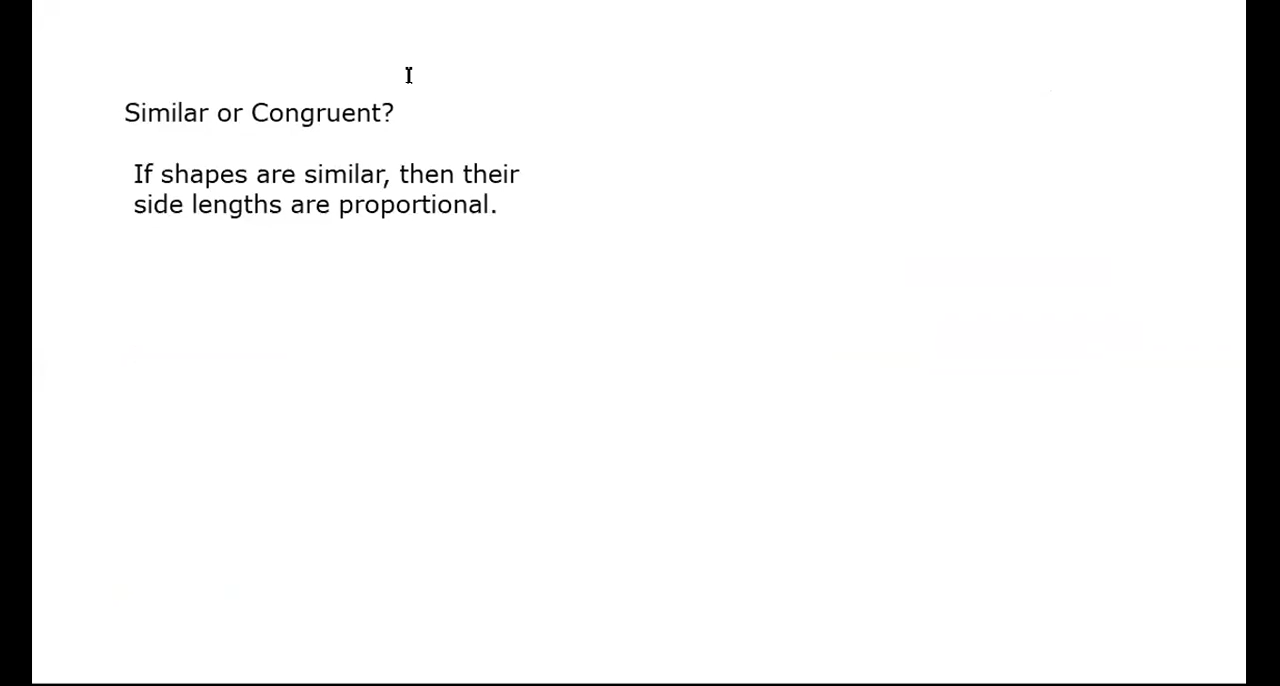 Similar or Congruent?
If shapes are similar, then their
side lengths are proportional.